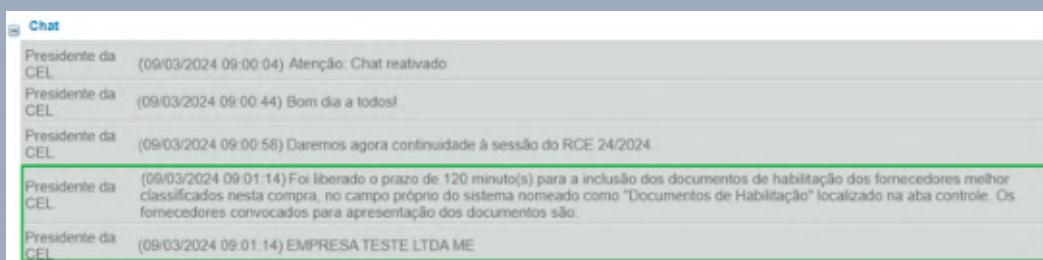 Chat
Presidente da
CEL
(09/03/2024 09:00:04) Atenção: Chat reativado
Presidente da
CEL
(09/03/2024 09:00:44) Bom dia a todos!
Presidente da
CEL
(09/03/2024 09:00:58) Daremos agora continuidade à sessão do RCE 24/2024.
Presidente da
CEL
(09/03/2024 09:01:14) Foi liberado o prazo de 120 minuto(s) para a inclusão dos documentos de habilitação dos fornecedores melhor
classificados nesta compra, no campo próprio do sistema nomeado como "Documentos de Habilitação" localizado na aba controle. Os
fornecedores convocados para apresentação dos documentos são:
Presidente da
CEL
(09/03/2024 09:01:14) EMPRESA TESTE LTDA ME